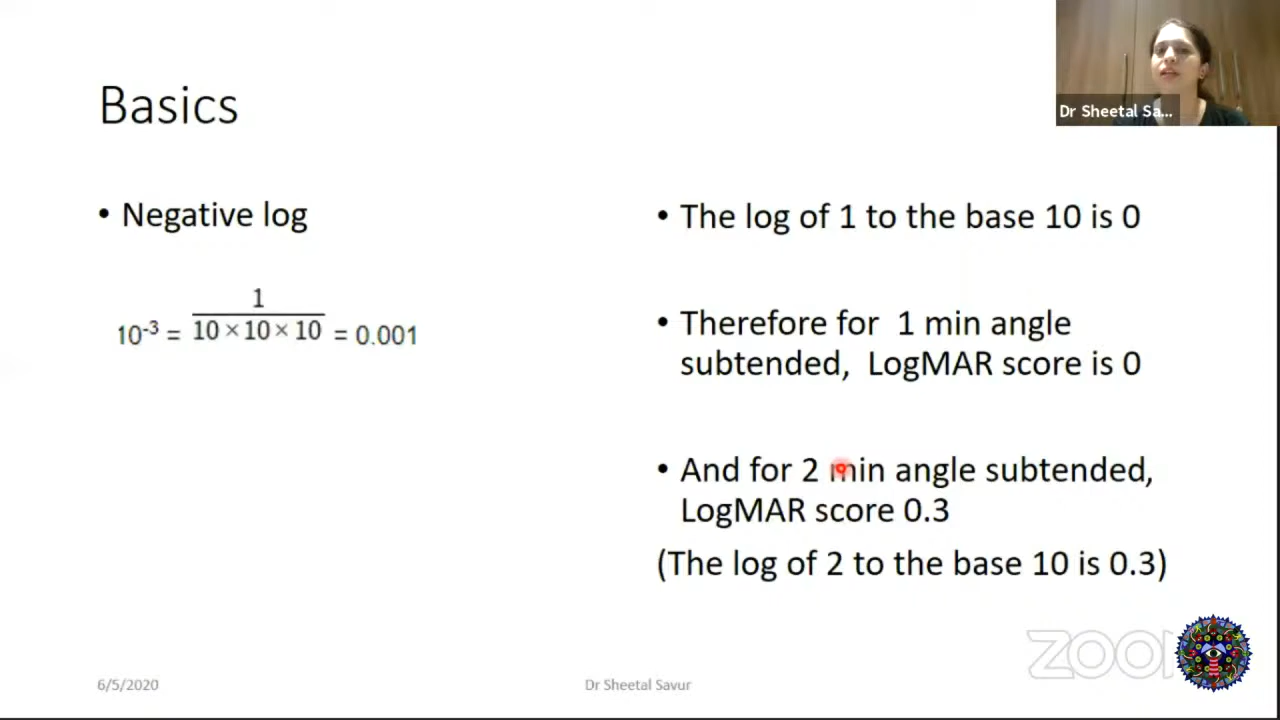 Dr Sheetal Sa...
Basics
• Negative log
10⁻³ = 1 / 10 × 10 × 10 = 0.001
• The log of 1 to the base 10 is 0
• Therefore for 1 min angle
subtended, LogMAR score is 0
• And for 2 min angle subtended,
LogMAR score 0.3
(The log of 2 to the base 10 is 0.3)
6/5/2020
Dr Sheetal Savur
ZOOM